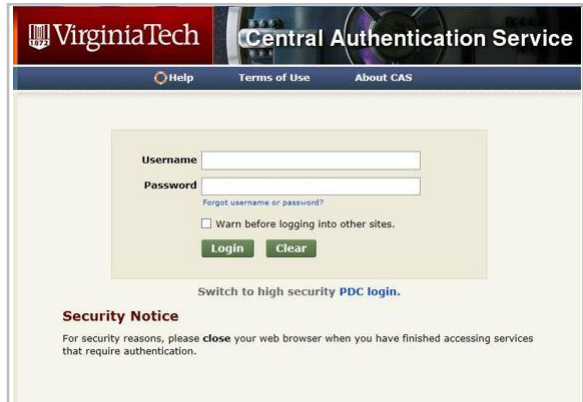 VirginiaTech
1872
Central Authentication Service
Help Terms of Use About CAS
Username
Password
Forgot username or password?
Warn before logging into other sites.
Login Clear
Switch to high security PDC login.
Security Notice
For security reasons, please close your web browser when you have finished accessing services
that require authentication.